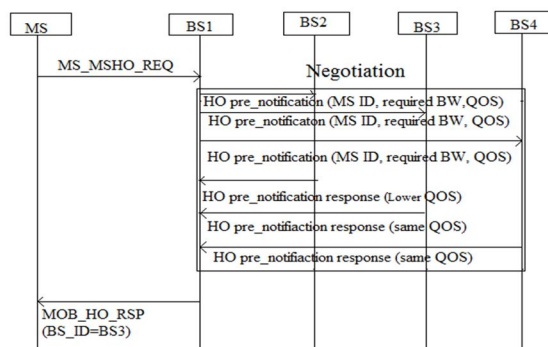 MS BS1 BS2 BS3 BS4
MS_MSHO_REQ
Negotiation
HO pre_notification (MS ID, required BW,QOS)
HO pre_notificaton (MS ID, required BW, QOS)
HO pre_notification (MS ID, required BW, QOS)
HO pre_notification response (Lower QOS)
HO pre_notifiaction response (same QOS)
HO pre_notifiaction response (same QOS)
MOB_HO_RSP
(BS_ID=BS3)